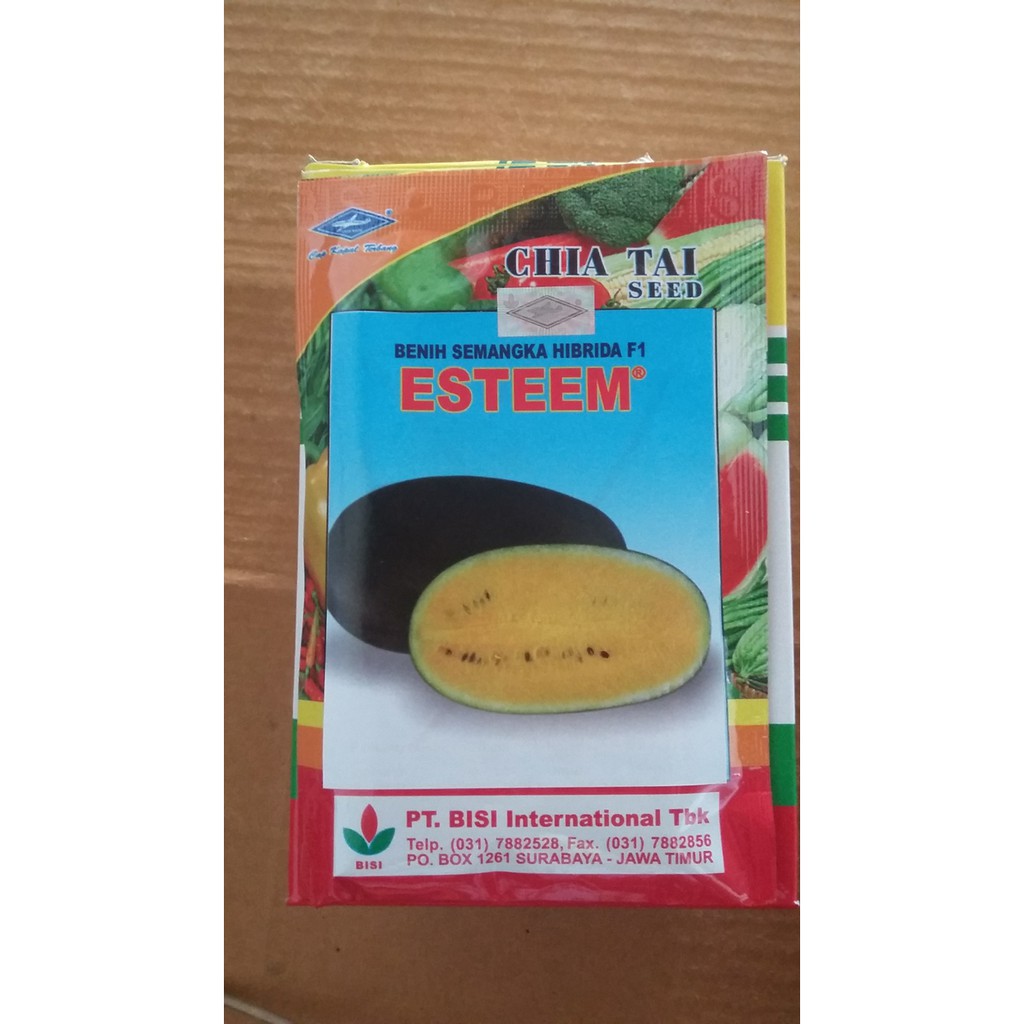 Cap Kapal Terbang
CHIA TAI
SEED
BENIH SEMANGKA HIBRIDA F1
ESTEEM®
PT. BISI International Tbk
Telp. (031) 7882528, Fax. (031) 7882856
PO. BOX 1261 SURABAYA - JAWA TIMUR
BISI